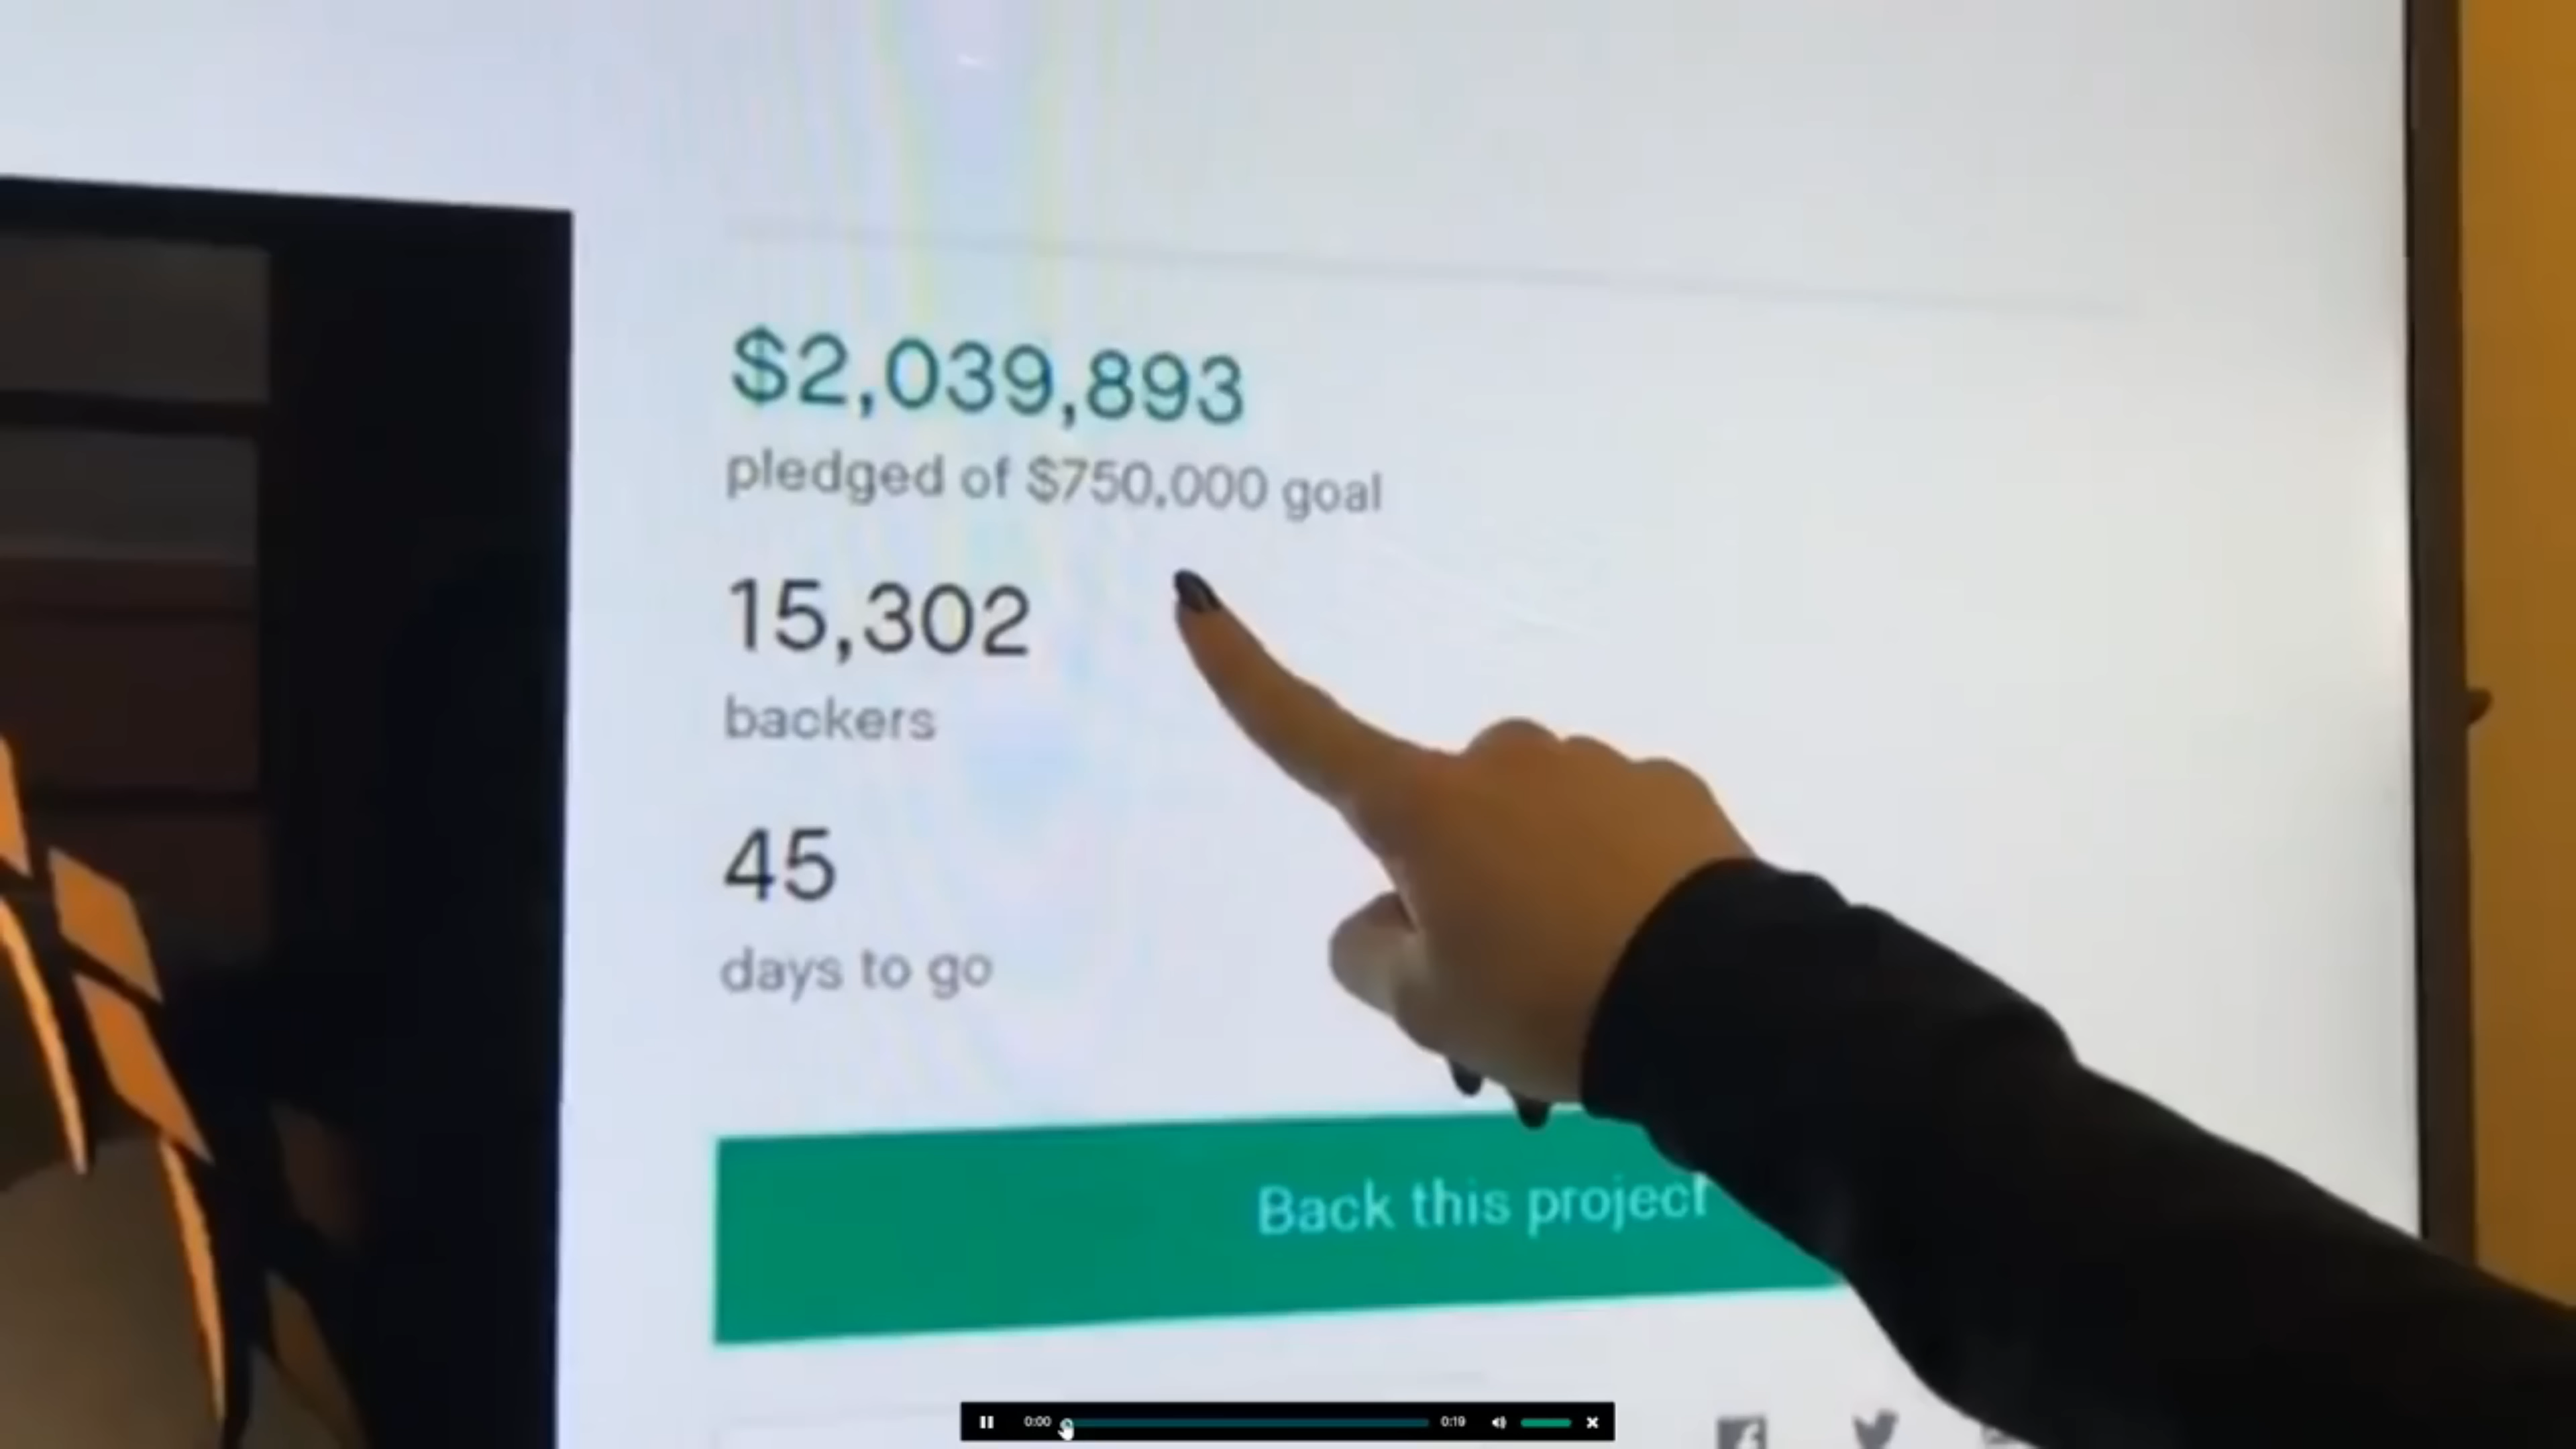 $2,039,893
pledged of $750,000 goal
15,302
backers
45
days to go
Back this project
0:00
0:19